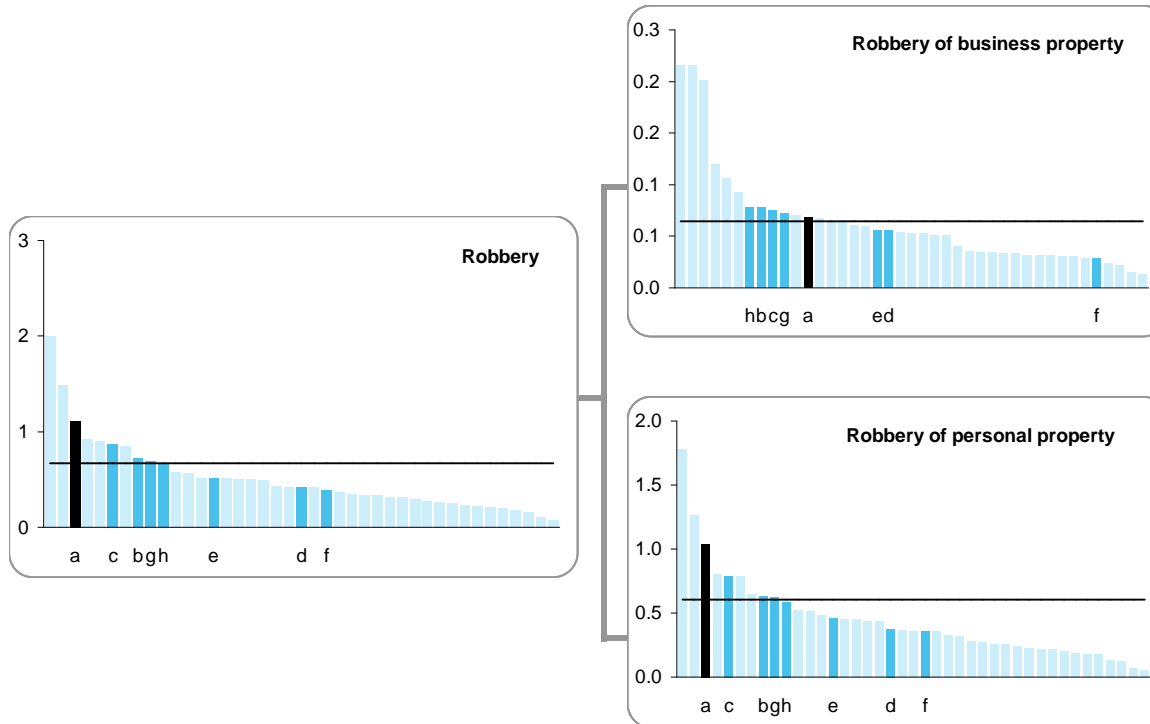 Robbery
3
2
1
0
a c bgh e d f
Robbery of business property
0.3
0.2
0.2
0.1
0.1
0.0
hbcg a ed f
Robbery of personal property
2.0
1.5
1.0
0.5
0.0
a c bgh e d f